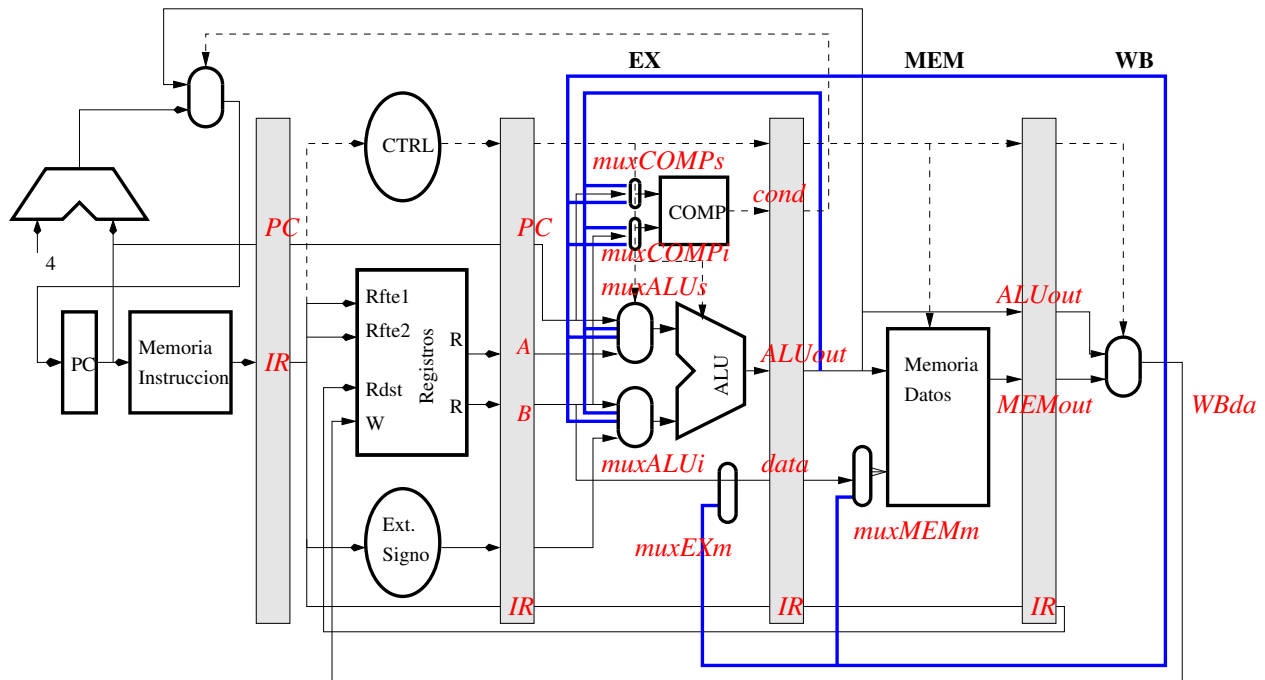 EX
MEM
WB
CTRL
muxCOMPs
COMP
cond
PC
PC
muxCOMPi
4
muxALUs
ALUout
Rfte1
Rfte2
Registros
R
A
ALU
ALUout
PC
Memoria
Instruccion
IR
Rdst
R
B
W
Memoria
Datos
MEMout
WBda
muxALUi
data
Ext.
Signo
muxEXm
muxMEMm
IR
IR
IR